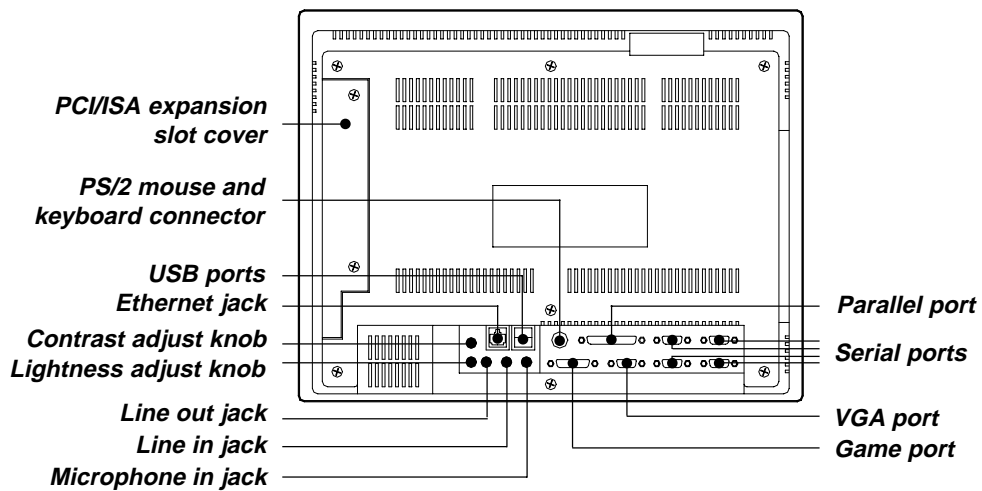 PCI/ISA expansion
slot cover
PS/2 mouse and
keyboard connector
USB ports
Ethernet jack
Contrast adjust knob
Lightness adjust knob
Line out jack
Line in jack
Microphone in jack
Parallel port
Serial ports
VGA port
Game port